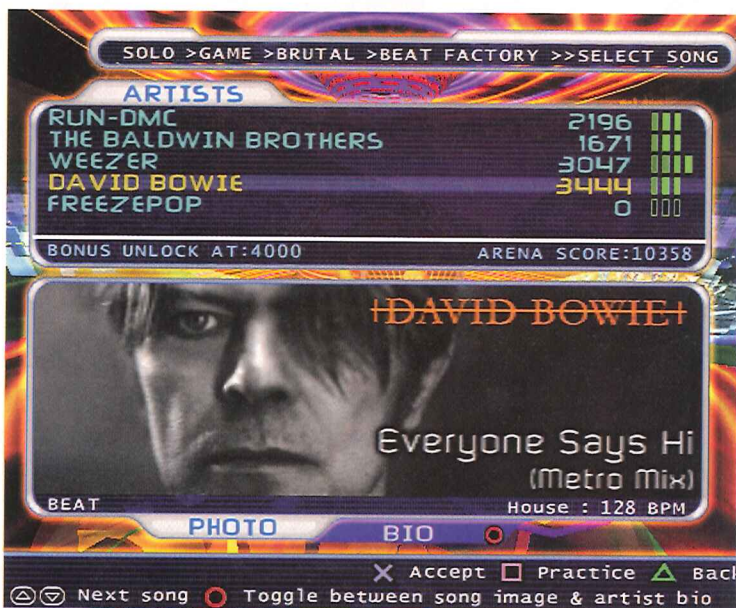 SOLO >GAME >BRUTAL >BEAT FACTORY >>SELECT SONG
ARTISTS
RUN-DMC 2196
THE BALDWIN BROTHERS 1671
WEEZER 3047
DAVID BOWIE 3444
FREEZEPOP 0
BONUS UNLOCK AT:4000 ARENA SCORE:10358
DAVID BOWIE
Everyone Says Hi
(Metro Mix)
BEAT House : 128 BPM
PHOTO BIO
Accept Practice Back
Next song Toggle between song image & artist bio